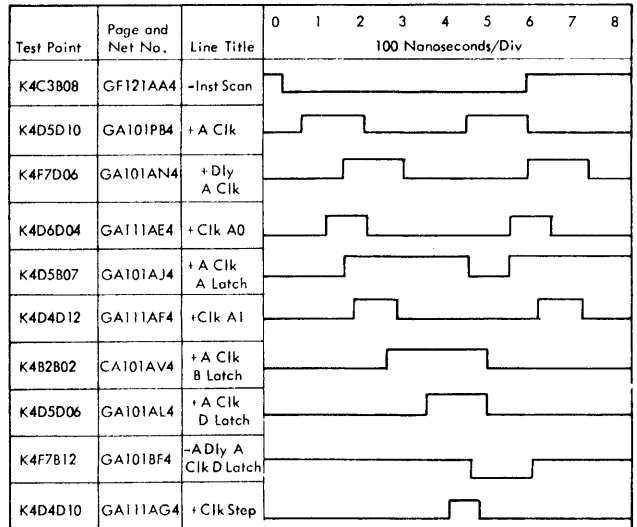 Test Point Page and Net No. Line Title 0 1 2 3 4 5 6 7 8
100 Nanoseconds/Div
K4C3B08 GF121AA4 -Inst Scan
K4D5D10 GA101PB4 +A Clk
K4F7D06 GA101AN4 +Dly
A Clk
K4D6D04 GA111AE4 +Clk A0
K4D5B07 GA101AJ4 +A Clk
A Latch
K4D4D12 GA111AF4 +Clk A1
K4B2B02 CA101AV4 +A Clk
B Latch
K4D5D06 GA101AL4 +A Clk
D Latch
K4F7B12 GA101BF4 -A Dly A
Clk D Latch
K4D4D10 GA111AG4 +Clk Step